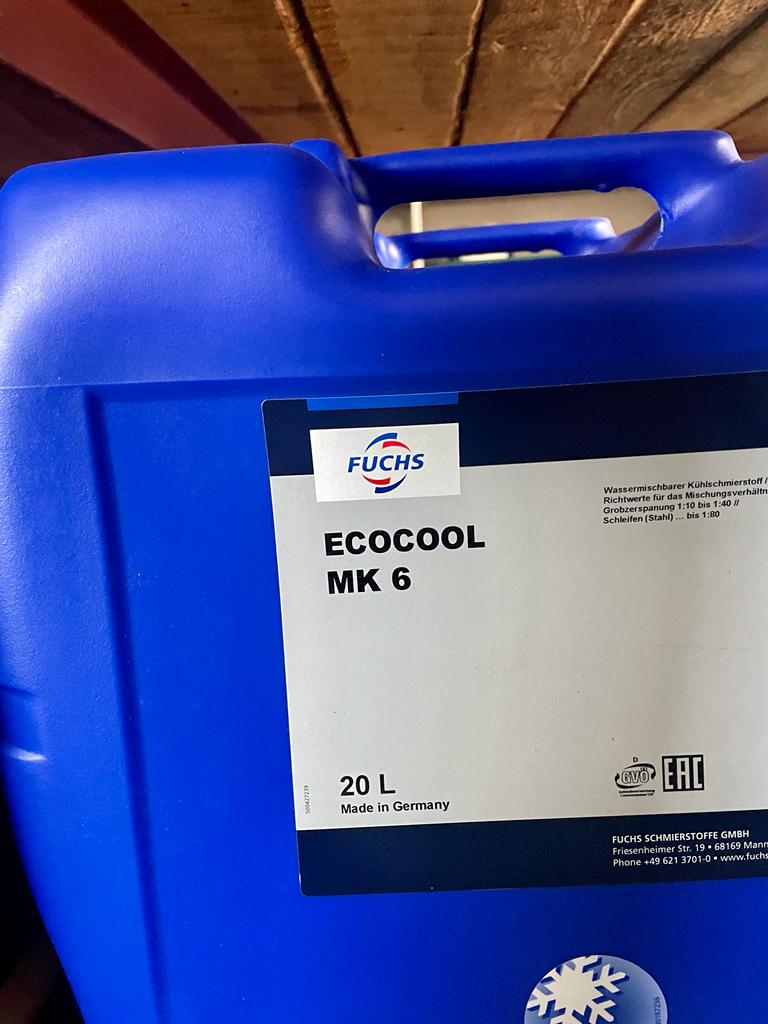 FUCHS
Wassermischbarer Kühlschmierstoff /
Richtwerte für das Mischungsverhältn
Grobzerspanung 1:10 bis 1:40 //
Schleifen (Stahl) ... bis 1:80
ECOCOOL
MK 6
D
GVÖ
EAC
20 L
Made in Germany
500427239
FUCHS SCHMIERSTOFFE GMBH
Friesenheimer Str. 19 • 68169 Mann
Phone +49 621 3701-0 • www.fuchs